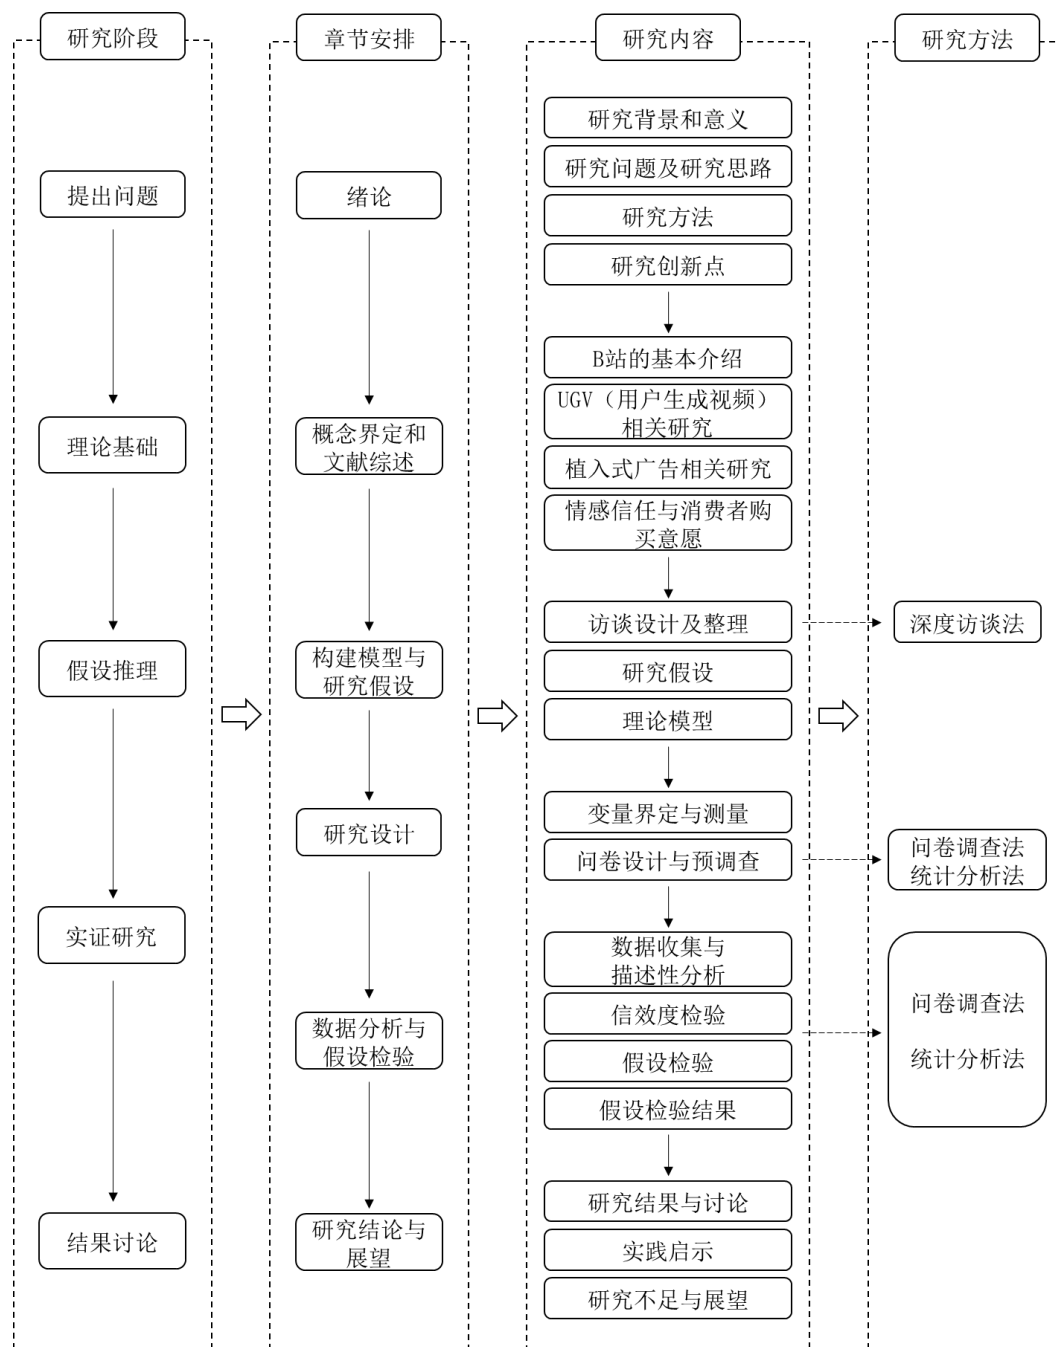 研究阶段
提出问题
理论基础
假设推理
实证研究
结果讨论
章节安排
绪论
概念界定和
文献综述
构建模型与
研究假设
研究设计
数据分析与
假设检验
研究结论与
展望
研究内容
研究背景和意义
研究问题及研究思路
研究方法
研究创新点
B站的基本介绍
UGV（用户生成视频）
相关研究
植入式广告相关研究
情感信任与消费者购
买意愿
访谈设计及整理
研究假设
理论模型
变量界定与测量
问卷设计与预调查
数据收集与
描述性分析
信效度检验
假设检验
假设检验结果
研究结果与讨论
实践启示
研究不足与展望
研究方法
深度访谈法
问卷调查法
统计分析法
问卷调查法
统计分析法